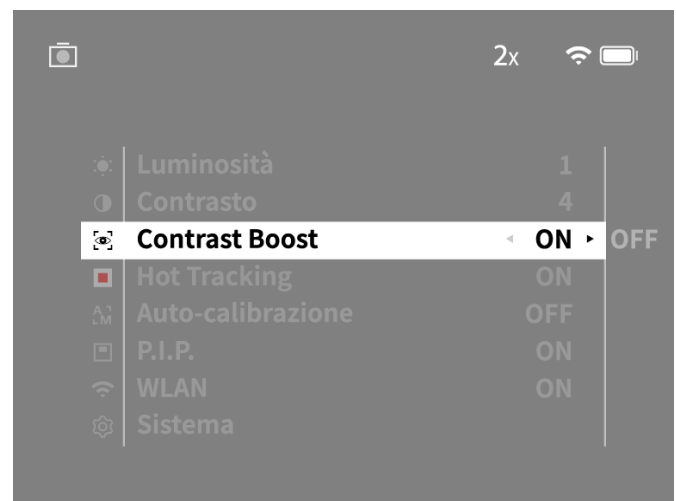 2x
Luminosità 1
Contrasto 4
Contrast Boost ON OFF
Hot Tracking ON
Auto-calibrazione OFF
P.I.P. ON
WLAN ON
Sistema